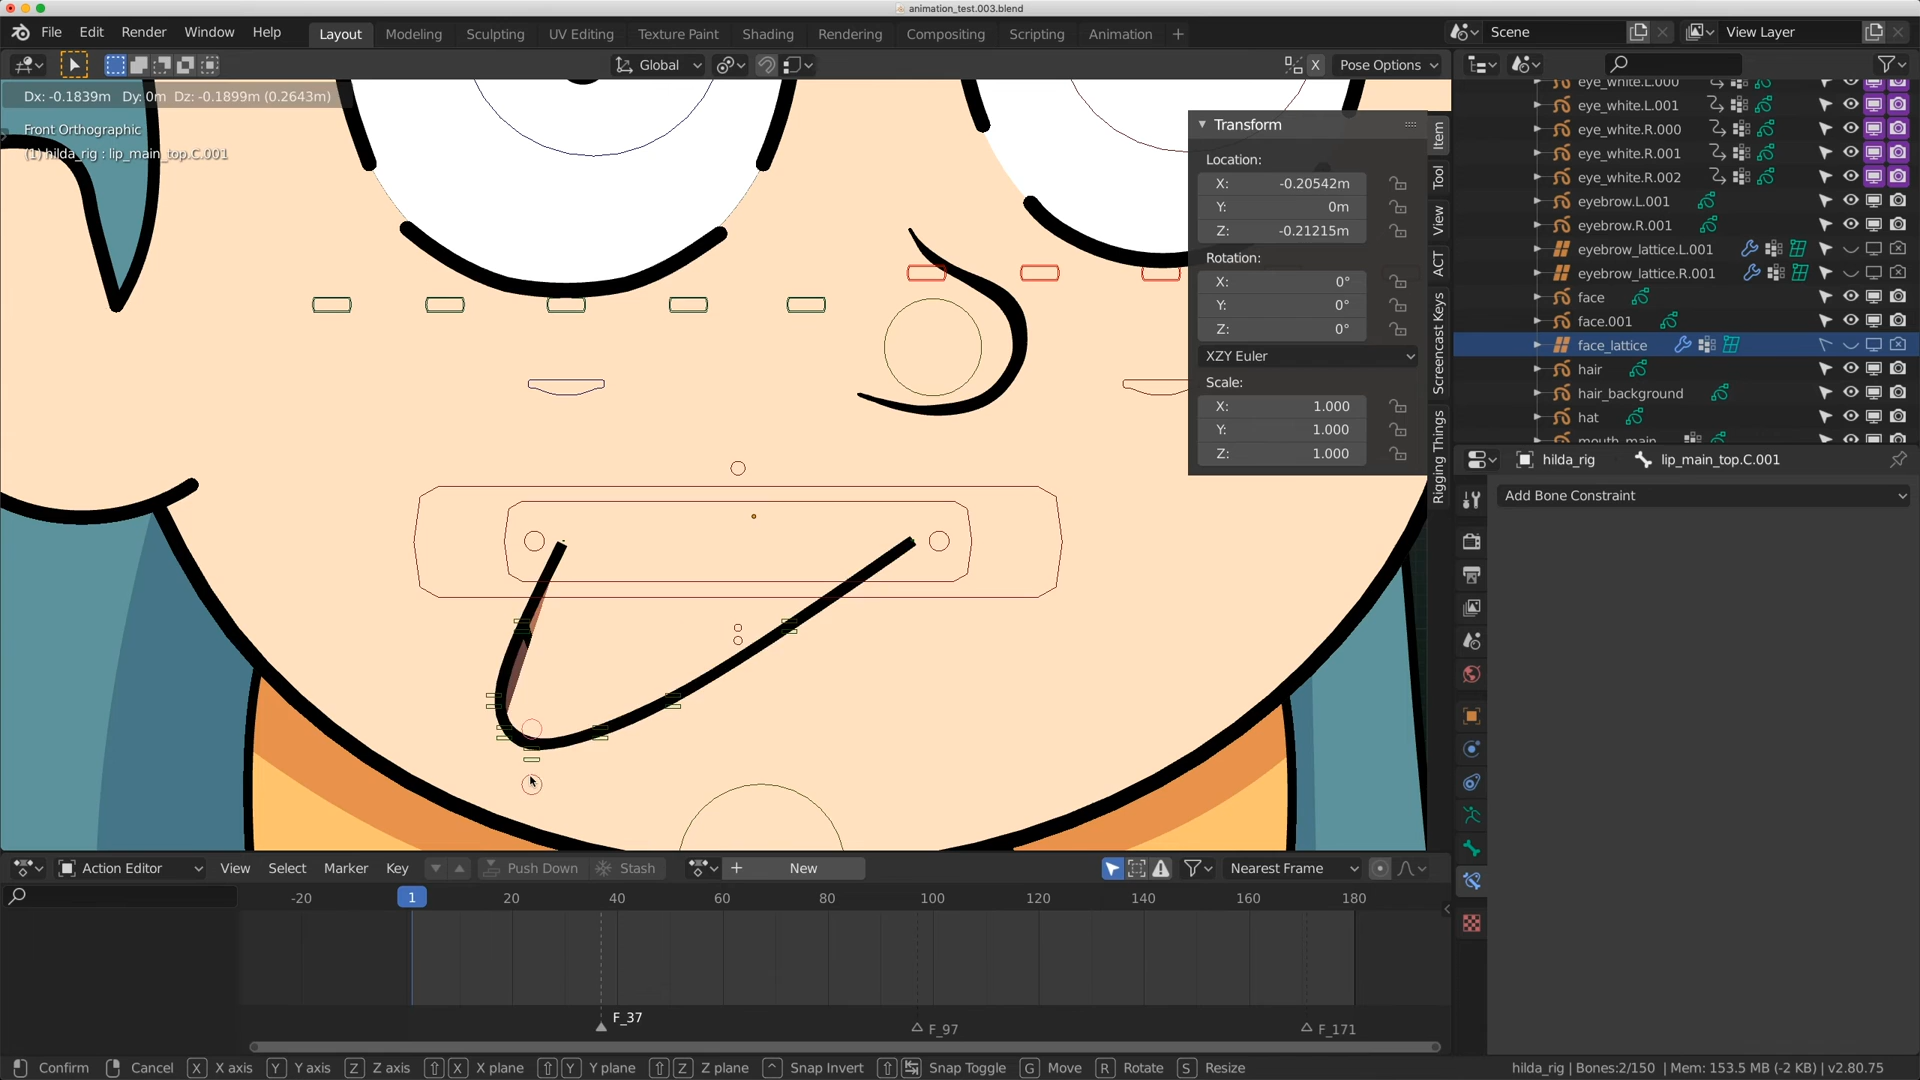 animation_test.003.blend
File Edit Render Window Help Layout Modeling Sculpting UV Editing Texture Paint Shading Rendering Compositing Scripting Animation + Scene View Layer
Global X Pose Options
Dx: -0.1839m Dy: 0m Dz: -0.1899m (0.2643m)
Front Orthographic
(1) hilda_rig : lip_main_top.C.001
Transform
Location:
X: -0.20542m
Y: 0m
Z: -0.21215m
Rotation:
X: 0°
Y: 0°
Z: 0°
XZY Euler
Scale:
X: 1.000
Y: 1.000
Z: 1.000
Item
Tool
View
ACT
Screencast Keys
Rigging Things
eye_white.L.000
eye_white.L.001
eye_white.R.000
eye_white.R.001
eye_white.R.002
eyebrow.L.001
eyebrow.R.001
eyebrow_lattice.L.001
eyebrow_lattice.R.001
face
face.001
face_lattice
hair
hair_background
hat
mouth_main
hilda_rig lip_main_top.C.001
Add Bone Constraint
Action Editor View Select Marker Key Push Down Stash + New Nearest Frame
-20 1 20 40 60 80 100 120 140 160 180
F_37
F_97 F_171
Confirm Cancel X X axis Y Y axis Z Z axis X X plane Y Y plane Z Z plane Snap Invert Snap Toggle G Move R Rotate S Resize hilda_rig | Bones:2/150 | Mem: 153.5 MB (-2 KB) | v2.80.75